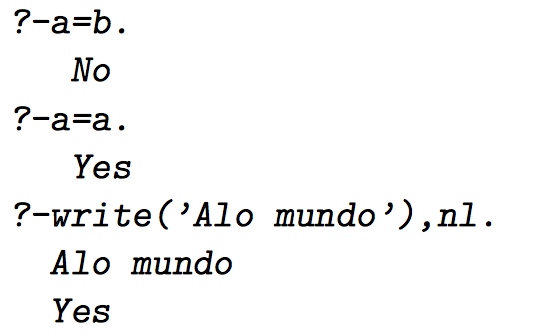 ?-a=b.
No
?-a=a.
Yes
?-write(’Alo mundo’),nl.
Alo mundo
Yes